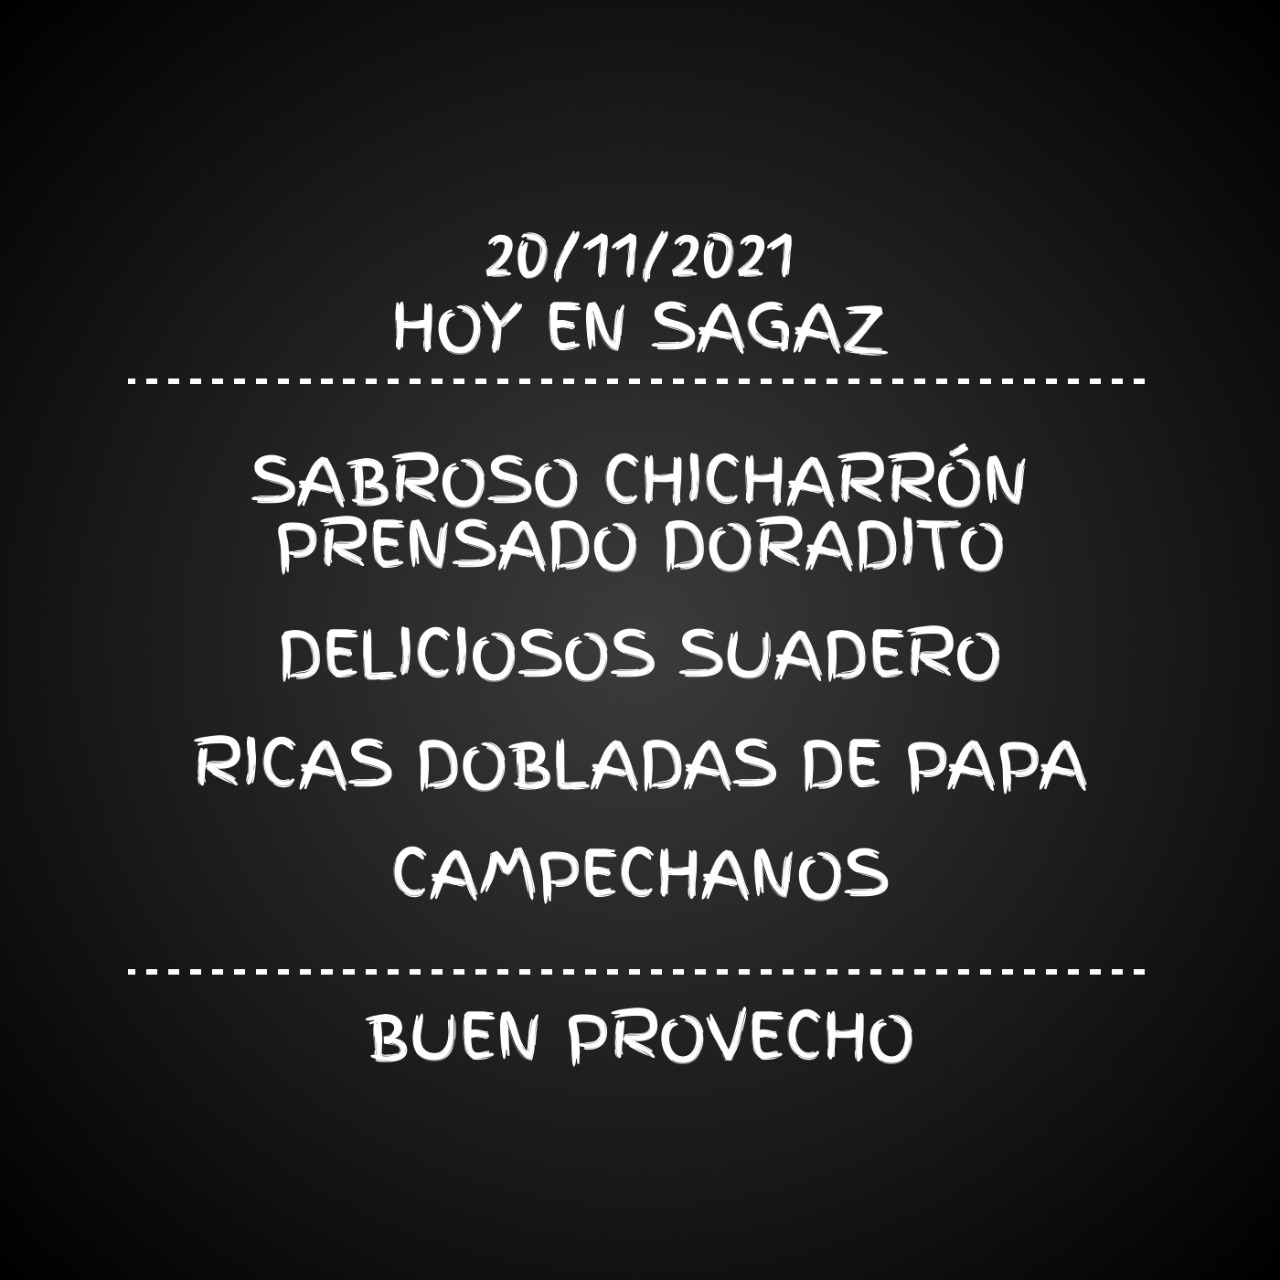 20/11/2021
HOY EN SAGAZ
SABROSO CHICHARRÓN
PRENSADO DORADITO
DELICIOSOS SUADERO
RICAS DOBLADAS DE PAPA
CAMPECHANOS
BUEN PROVECHO